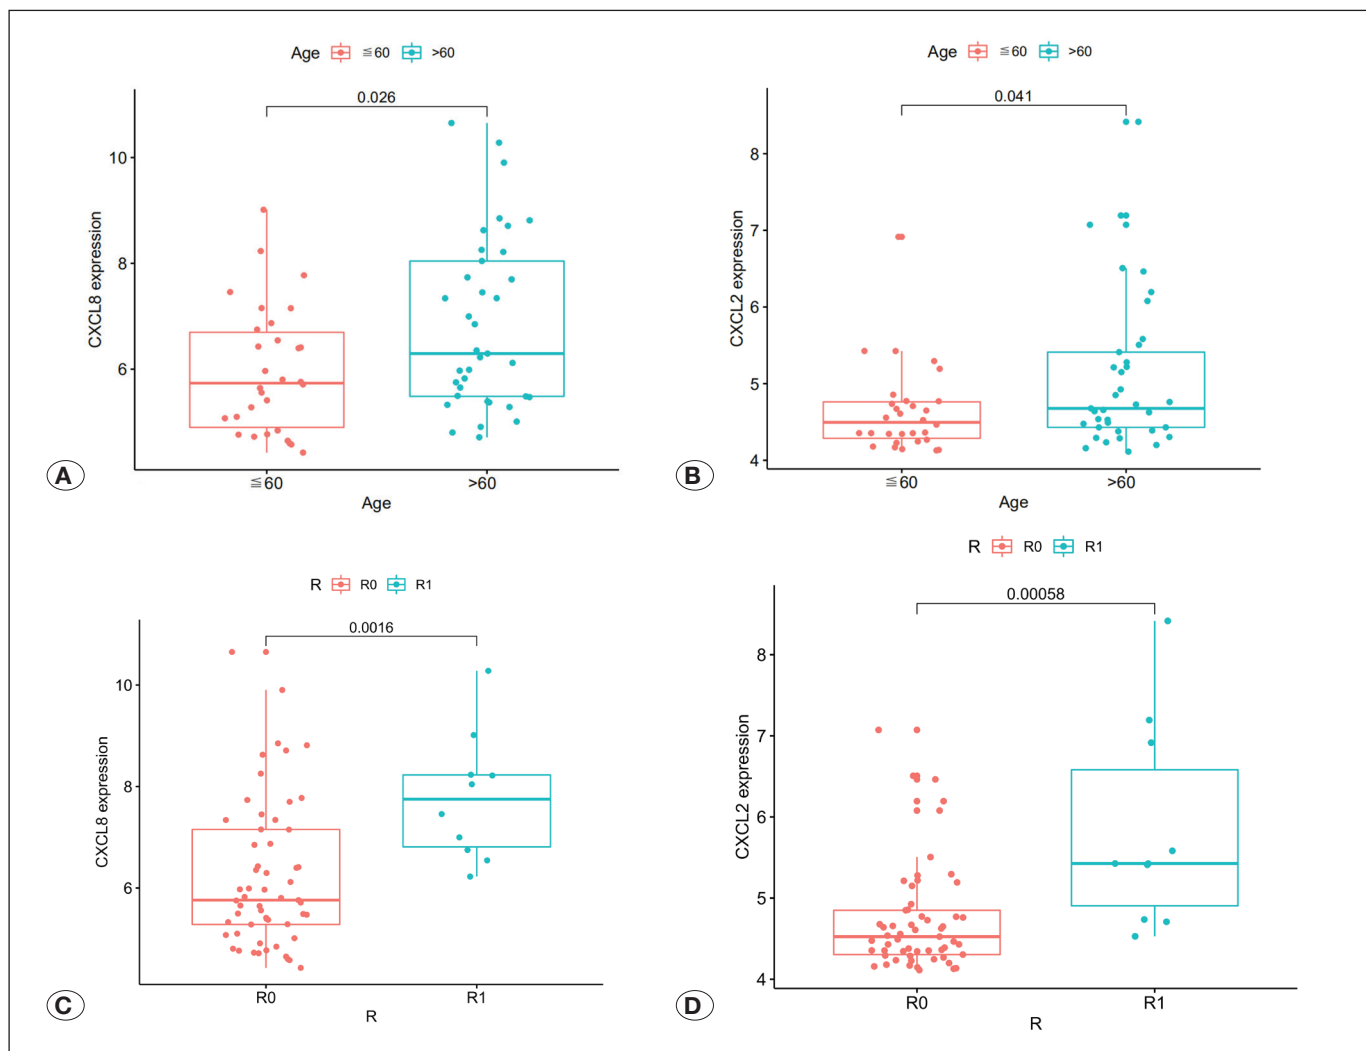 Age ≦60 >60
0.026
10
8
6
CXCL8 expression
≦60 >60
Age
A
Age ≦60 >60
0.041
8
7
6
5
4
CXCL2 expression
≦60 >60
Age
B
R R0 R1
0.0016
10
8
6
CXCL8 expression
R0 R1
R
C
R R0 R1
0.00058
8
7
6
5
4
CXCL2 expression
R0 R1
R
D